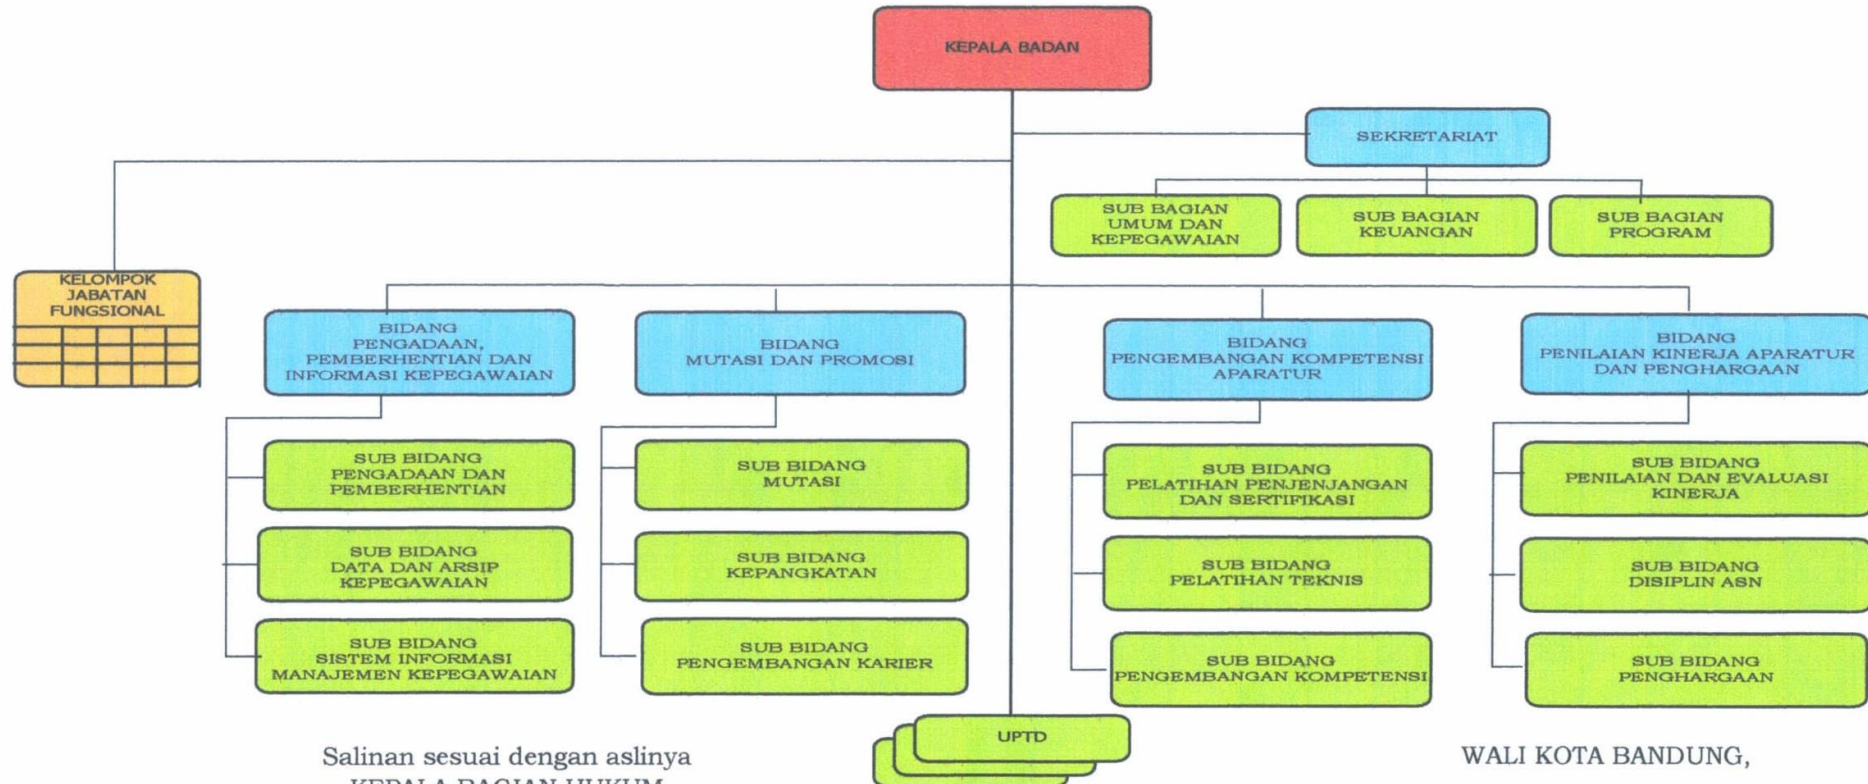 KEPALA BADAN
SEKRETARIAT
SUB BAGIAN
UMUM DAN
KEPEGAWAIAN
SUB BAGIAN
KEUANGAN
SUB BAGIAN
PROGRAM
KELOMPOK
JABATAN
FUNGSIONAL
BIDANG
PENGADAAN,
PEMBERHENTIAN DAN
INFORMASI KEPEGAWAIAN
BIDANG
MUTASI DAN PROMOSI
BIDANG
PENGEMBANGAN KOMPETENSI
APARATUR
BIDANG
PENILAIAN KINERJA APARATUR
DAN PENGHARGAAN
SUB BIDANG
PENGADAAN DAN
PEMBERHENTIAN
SUB BIDANG
MUTASI
SUB BIDANG
PELATIHAN PENJENJANGAN
DAN SERTIFIKASI
SUB BIDANG
PENILAIAN DAN EVALUASI
KINERJA
SUB BIDANG
DATA DAN ARSIP
KEPEGAWAIAN
SUB BIDANG
KEPANGKATAN
SUB BIDANG
PELATIHAN TEKNIS
SUB BIDANG
DISIPLIN ASN
SUB BIDANG
SISTEM INFORMASI
MANAJEMEN KEPEGAWAIAN
SUB BIDANG
PENGEMBANGAN KARIER
SUB BIDANG
PENGEMBANGAN KOMPETENSI
SUB BIDANG
PENGHARGAAN
UPTD
Salinan sesuai dengan aslinya
KEPALA BAGIAN HUKUM
WALI KOTA BANDUNG,